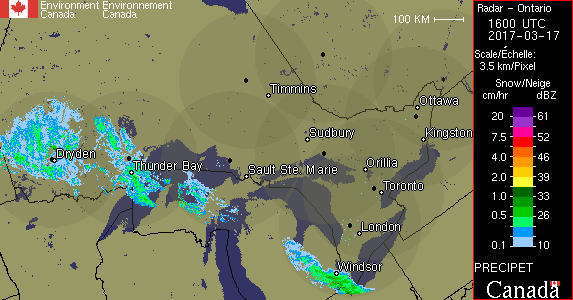 Environment Environnement
Canada Canada
100 KM
Timmins
Ottawa
Sudbury
Kingston
Dryden
Thunder Bay
Sault Ste. Marie
Orillia
Toronto
London
Windsor
Radar - Ontario
1600 UTC
2017-03-17
Scale/Échelle:
3.5 km/Pixel
Snow/Neige
cm/hr dBZ
20 61
7.5 52
4.0 46
2.0 39
1.0 33
0.5 26
0.1 10
PRECIPET
Canada